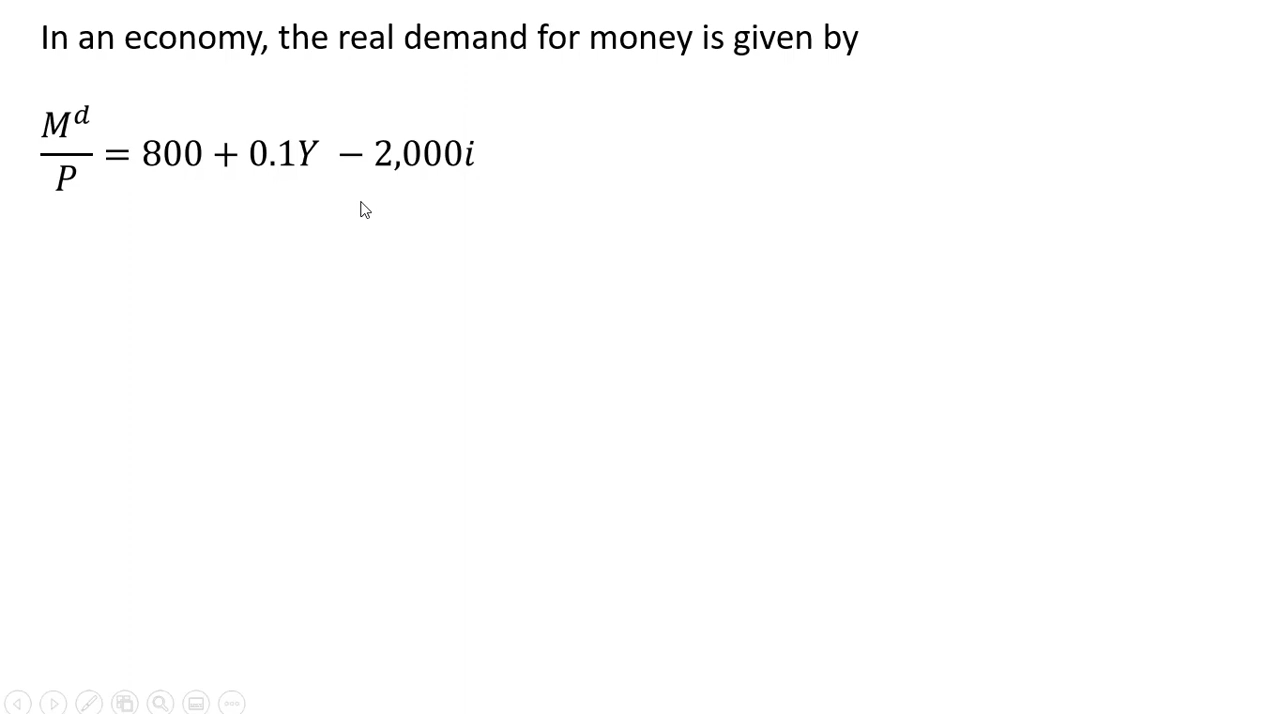 In an economy, the real demand for money is given by
M^d/P = 800 + 0.1Y − 2,000i